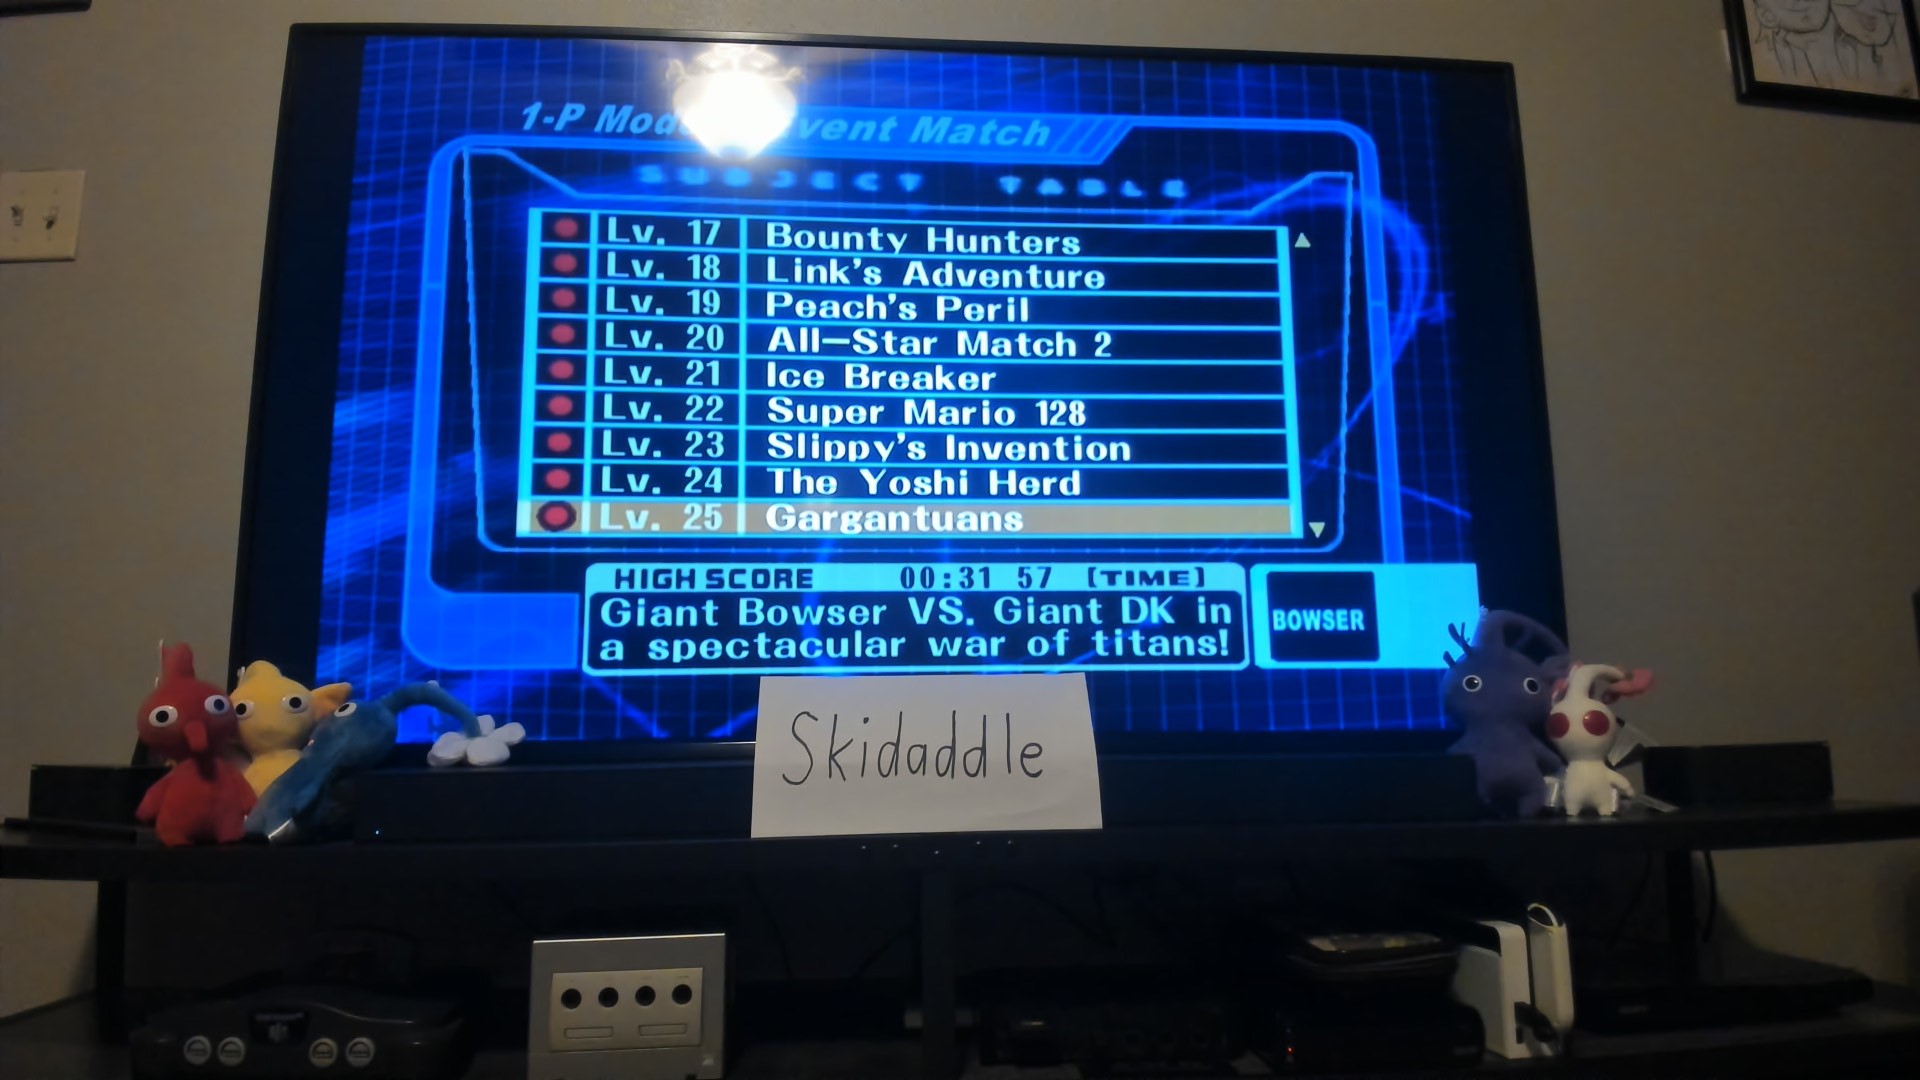 1-P Mode Event Match
SUBJECT TABLE
Lv. 17 Bounty Hunters
Lv. 18 Link's Adventure
Lv. 19 Peach's Peril
Lv. 20 All-Star Match 2
Lv. 21 Ice Breaker
Lv. 22 Super Mario 128
Lv. 23 Slippy's Invention
Lv. 24 The Yoshi Herd
Lv. 25 Gargantuans
HIGH SCORE 00:31 57 [TIME]
Giant Bowser VS. Giant DK in
a spectacular war of titans!
BOWSER
Skidaddle